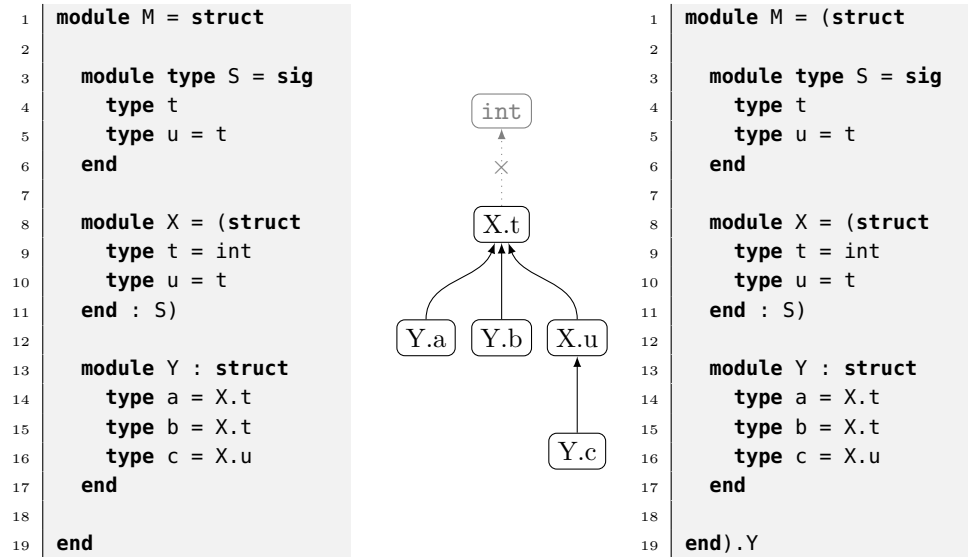 1 module M = struct
2
3 module type S = sig
4 type t
5 type u = t
6 end
7
8 module X = (struct
9 type t = int
10 type u = t
11 end : S)
12
13 module Y : struct
14 type a = X.t
15 type b = X.t
16 type c = X.u
17 end
18
19 end
int
×
X.t
Y.a Y.b X.u
Y.c
1 module M = (struct
2
3 module type S = sig
4 type t
5 type u = t
6 end
7
8 module X = (struct
9 type t = int
10 type u = t
11 end : S)
12
13 module Y : struct
14 type a = X.t
15 type b = X.t
16 type c = X.u
17 end
18
19 end).Y